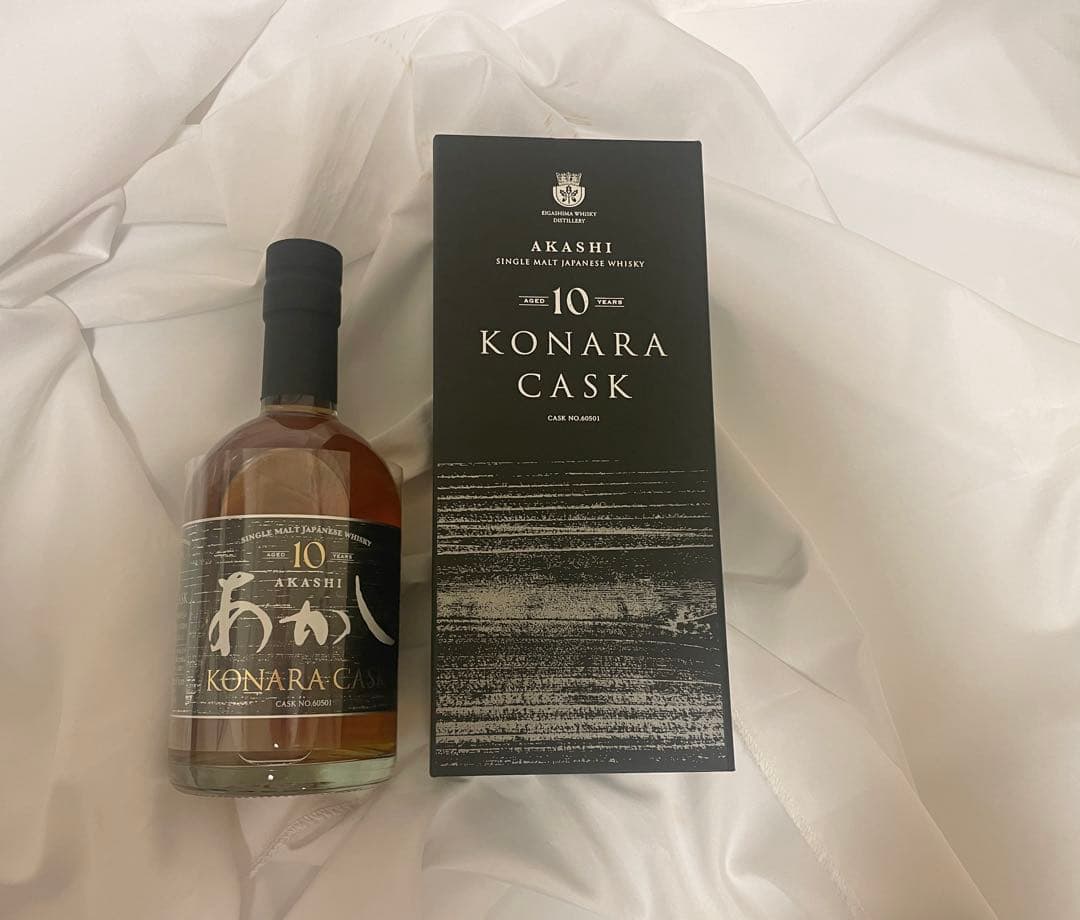 SINGLE MALT JAPANESE WHISKY
AGED 10 YEARS
AKASHI
あかし
KONARA CASK
CASK NO.60501
EIGASHIMA WHISKY
DISTILLERY
AKASHI
SINGLE MALT JAPANESE WHISKY
AGED 10 YEARS
KONARA
CASK
CASK NO.60501